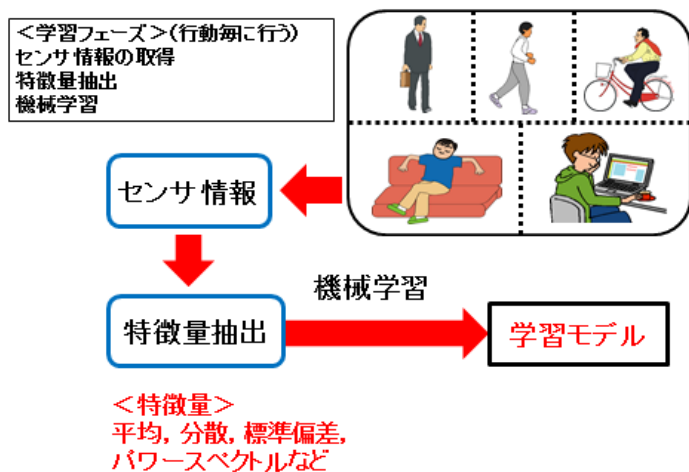 ＜学習フェーズ＞(行動毎に行う)
センサ情報の取得
特徴量抽出
機械学習
センサ情報
機械学習
特徴量抽出
学習モデル
＜特徴量＞
平均, 分散, 標準偏差,
パワースペクトルなど